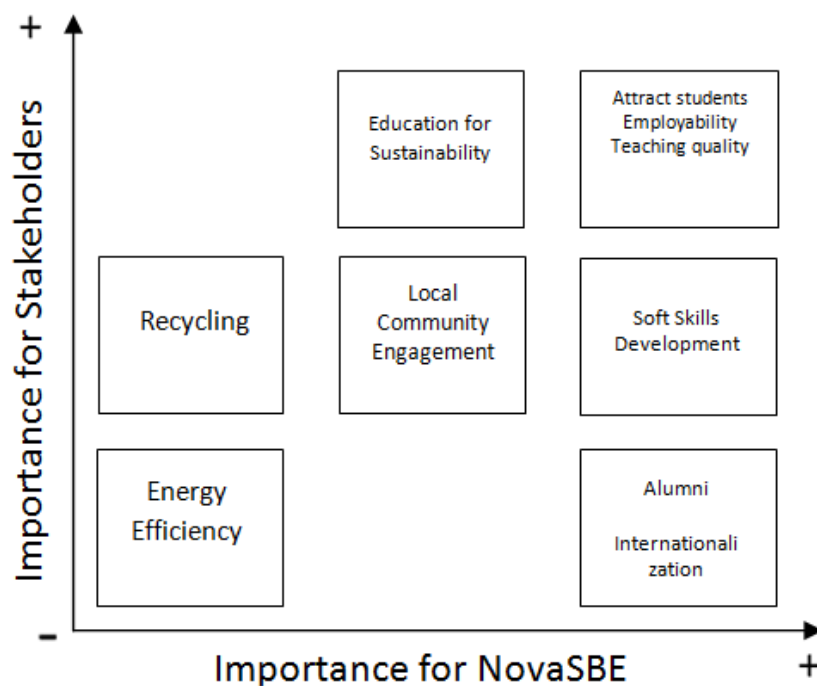 +
Importance for Stakeholders
Education for
Sustainability
Attract students
Employability
Teaching quality
Recycling
Local
Community
Engagement
Soft Skills
Development
Energy
Efficiency
Alumni
Internationali
zation
–
Importance for NovaSBE
+